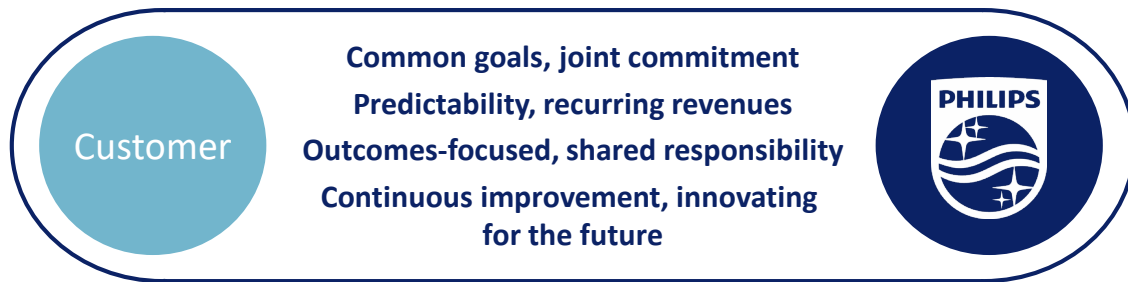 Customer
Common goals, joint commitment
Predictability, recurring revenues
Outcomes-focused, shared responsibility
Continuous improvement, innovating
for the future
PHILIPS